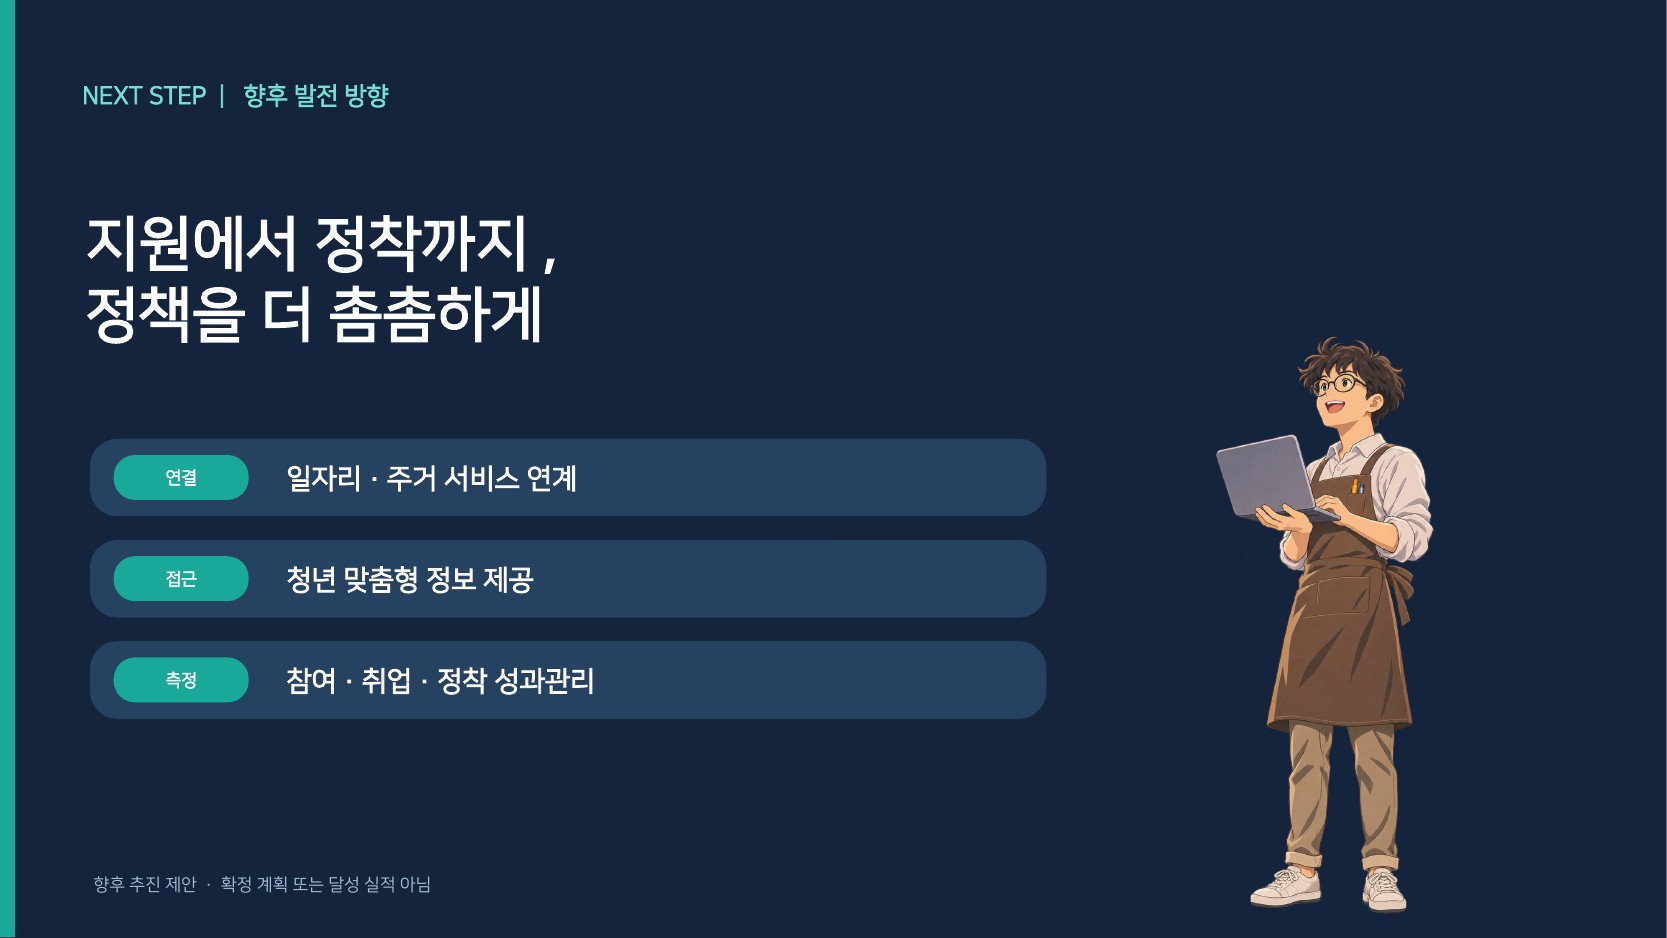 NEXT STEP | 향후 발전 방향
지원에서 정착까지 ,
정책을 더 촘촘하게
연결 일자리 · 주거 서비스 연계
접근 청년 맞춤형 정보 제공
측정 참여 · 취업 · 정착 성과관리
향후 추진 제안 · 확정 계획 또는 달성 실적 아님